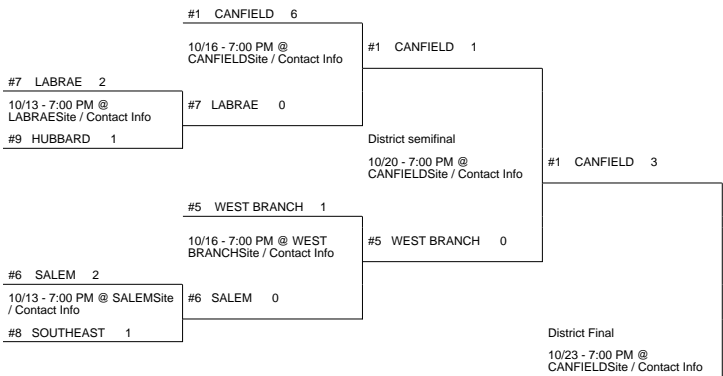 #1 CANFIELD 6
10/16 - 7:00 PM @
CANFIELDSite / Contact Info
#1 CANFIELD 1
#7 LABRAE 2
10/13 - 7:00 PM @
LABRAESite / Contact Info
#7 LABRAE 0
#9 HUBBARD 1
District semifinal
10/20 - 7:00 PM @
CANFIELDSite / Contact Info
#1 CANFIELD 3
#5 WEST BRANCH 1
10/16 - 7:00 PM @ WEST
BRANCHSite / Contact Info
#5 WEST BRANCH 0
#6 SALEM 2
10/13 - 7:00 PM @ SALEMSite
/ Contact Info
#6 SALEM 0
#8 SOUTHEAST 1
District Final
10/23 - 7:00 PM @
CANFIELDSite / Contact Info